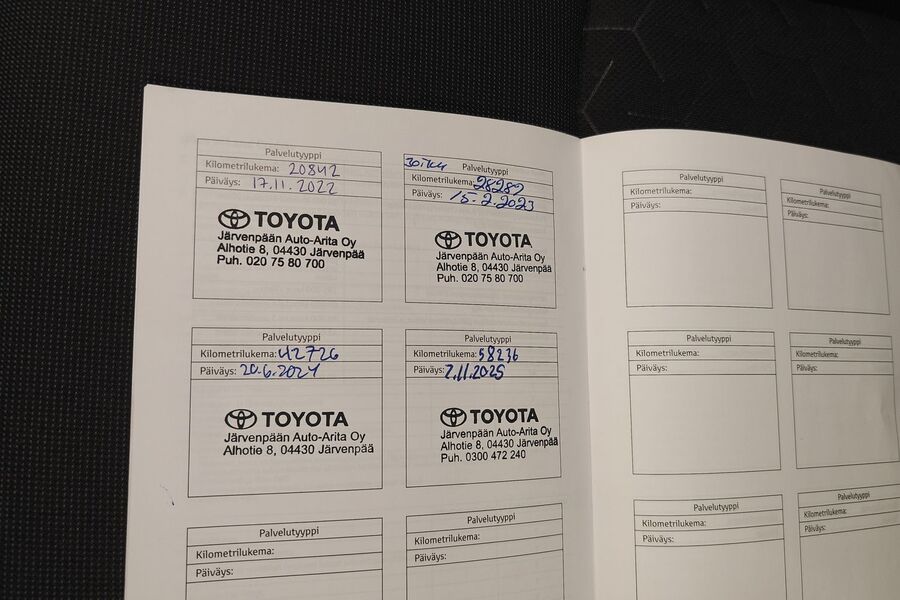 Palvelutyyppi
Kilometrilukema: 20842
Päiväys: 17.11.2022
TOYOTA
Järvenpään Auto-Arita Oy
Alhotie 8, 04430 Järvenpää
Puh. 020 75 80 700
30tkm Palvelutyyppi
Kilometrilukema: 28282
Päiväys: 15.2.2023
TOYOTA
Järvenpään Auto-Arita Oy
Alhotie 8, 04430 Järvenpää
Puh. 020 75 80 700
Palvelutyyppi
Kilometrilukema: 42726
Päiväys: 20.6.2024
TOYOTA
Järvenpään Auto-Arita Oy
Alhotie 8, 04430 Järvenpää
Palvelutyyppi
Kilometrilukema: 58236
Päiväys: 7.11.2025
TOYOTA
Järvenpään Auto-Arita Oy
Alhotie 8, 04430 Järvenpää
Puh. 0300 472 240
Palvelutyyppi
Kilometrilukema:
Päiväys:
Palvelutyyppi
Kilometrilukema:
Päiväys:
Palvelutyyppi
Kilometrilukema:
Päiväys:
Palvelutyyppi
Kilometrilukema:
Päiväys:
Palvelutyyppi
Kilometrilukema:
Päiväys:
Palvelutyyppi
Kilometrilukema:
Päiväys:
Palvelutyyppi
Kilometrilukema:
Päiväys:
Palvelutyyppi
Kilometrilukema:
Päiväys: